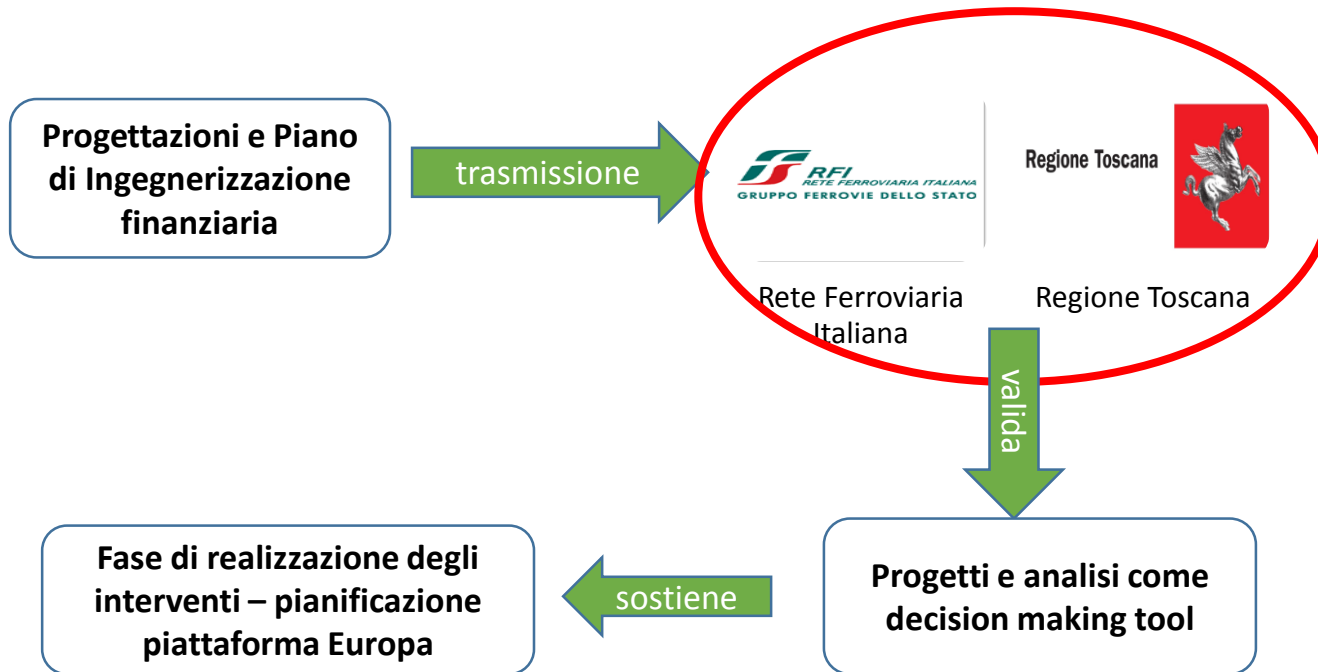 Progettazioni e Piano
di Ingegnerizzazione
finanziaria
trasmissione
RFI
RETE FERROVIARIA ITALIANA
GRUPPO FERROVIE DELLO STATO
Regione Toscana
Rete Ferroviaria
Italiana
Regione Toscana
valida
Fase di realizzazione degli
interventi – pianificazione
piattaforma Europa
sostiene
Progetti e analisi come
decision making tool